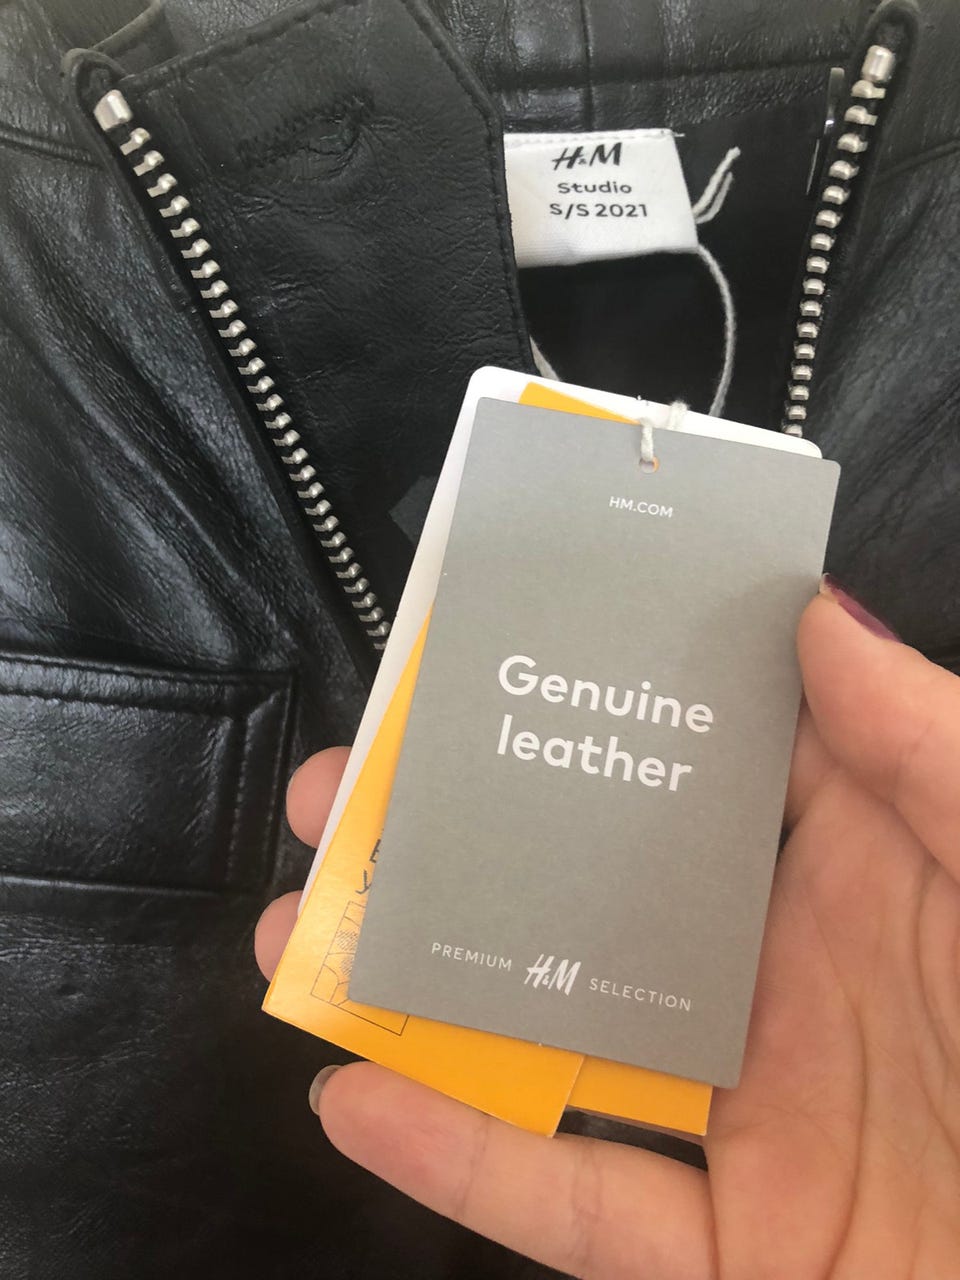 H&M
Studio
S/S 2021
HM.COM
Genuine
leather
PREMIUM H&M SELECTION